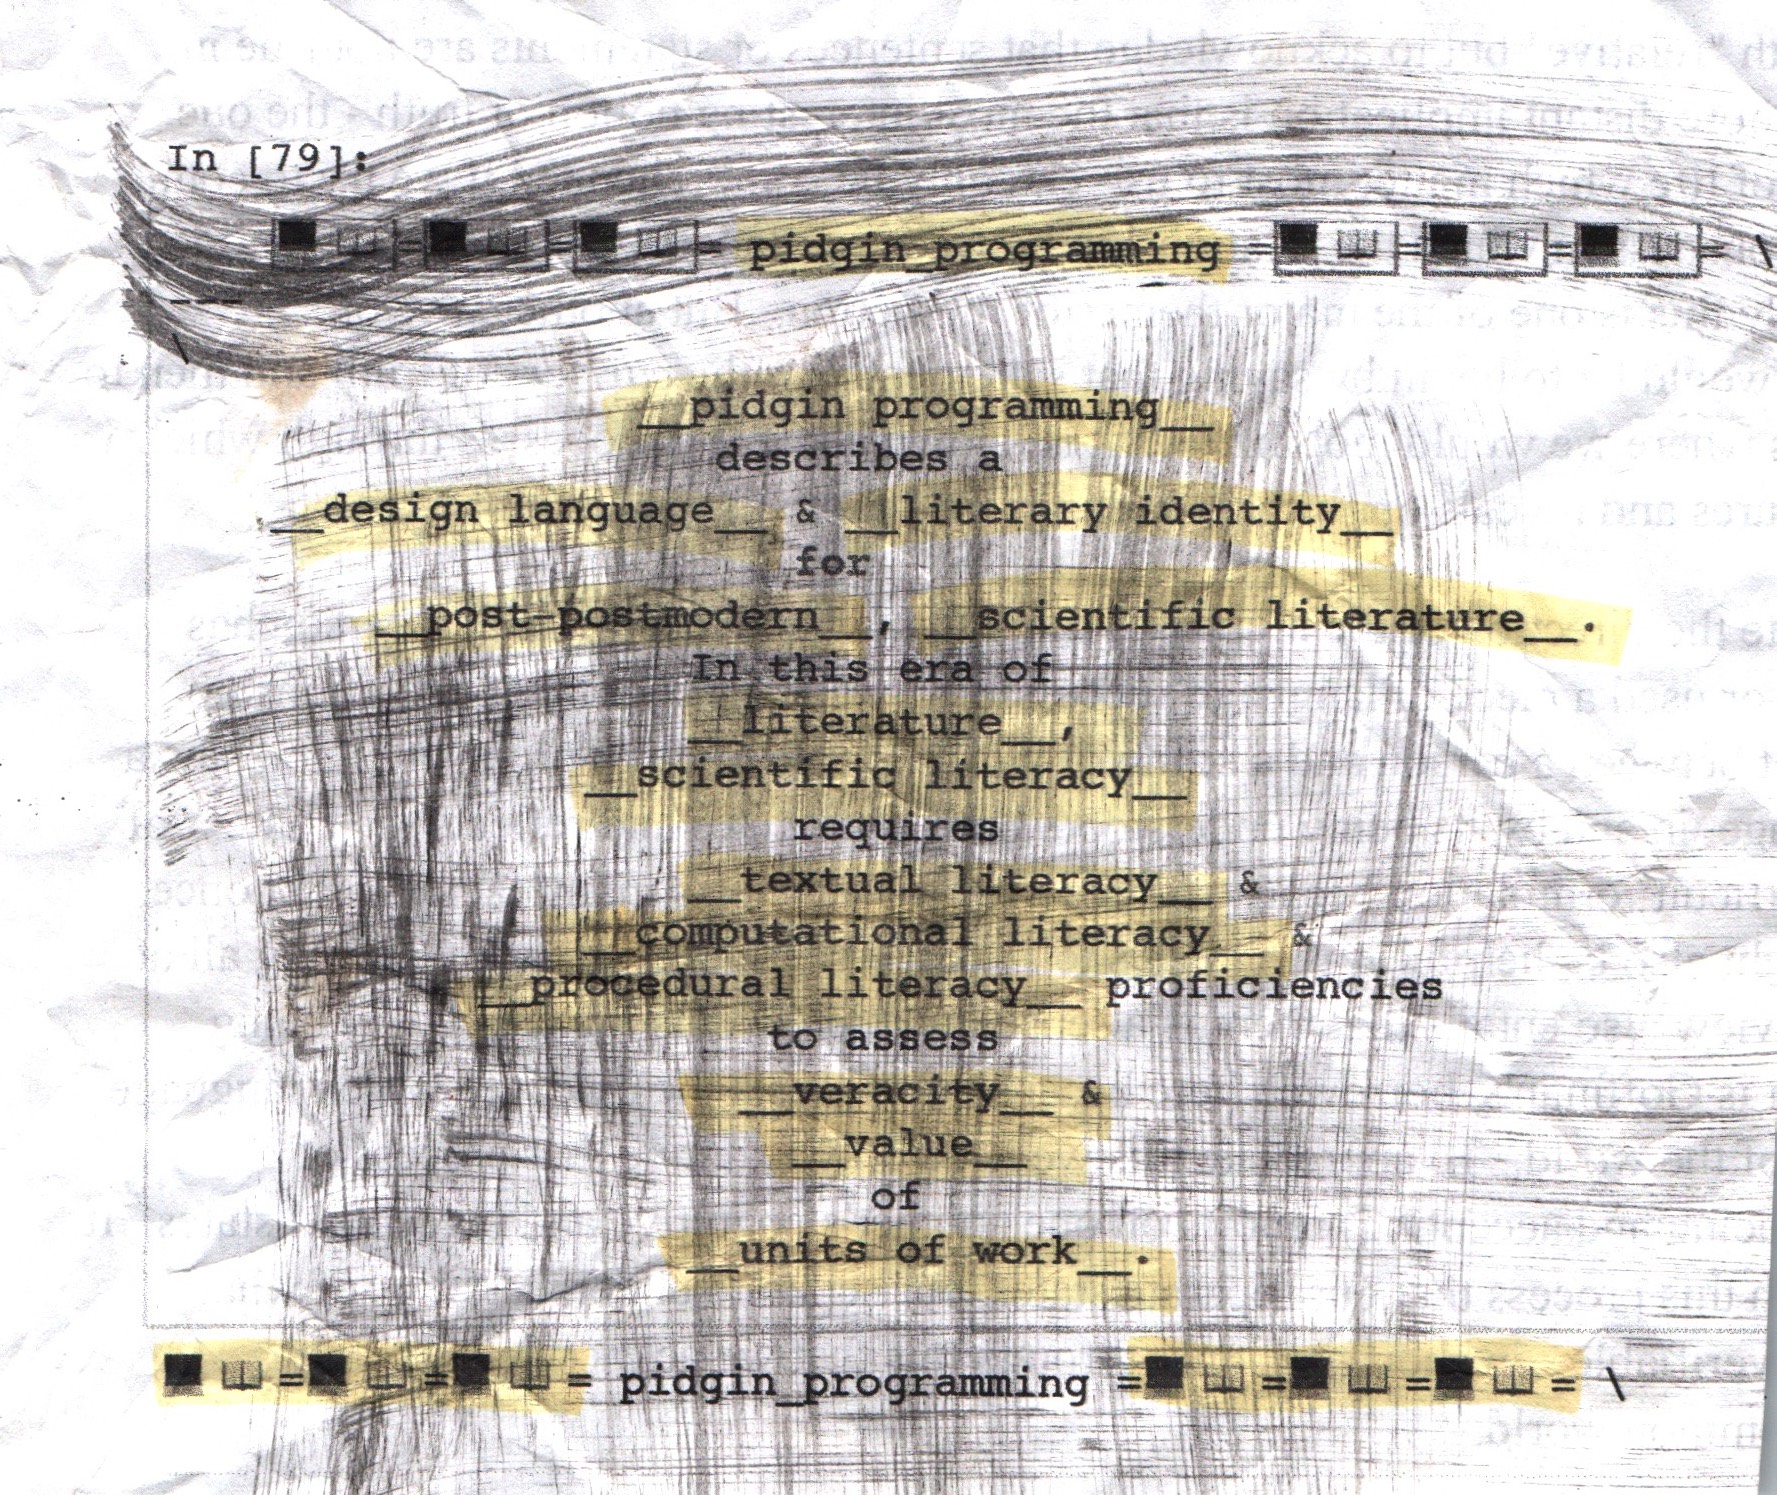 In [79]:
💻 📖=💻 📖=💻 📖= pidgin_programming =💻 📖=💻 📖=💻 📖= \
---
\
__pidgin programming__
describes a
__design language__ & __literary identity__
for
__post-postmodern__, __scientific literature__.
In this era of
__literature__,
__scientific literacy__
requires
__textual literacy__ &
__computational literacy__ &
__procedural literacy__ proficiencies
to assess
__veracity__ &
__value__
of
__units of work__.
💻 📖=💻 📖=💻 📖= pidgin_programming =💻 📖=💻 📖=💻 📖= \